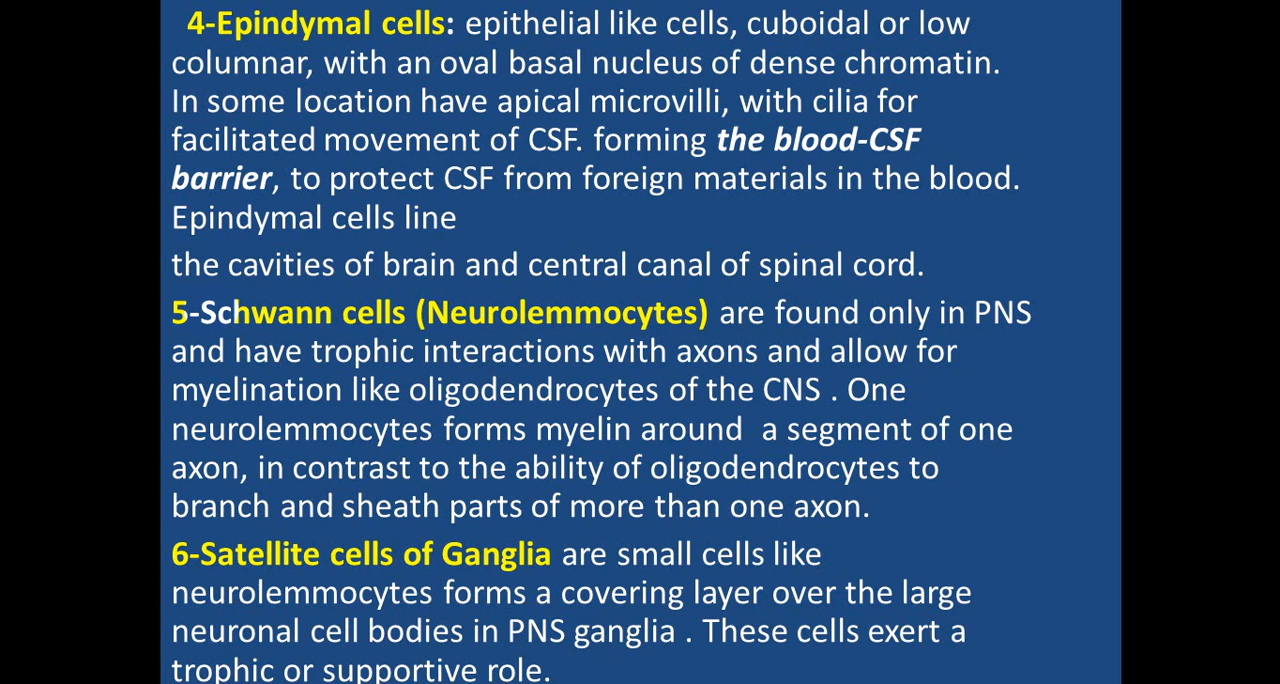 4-Epindymal cells: epithelial like cells, cuboidal or low
columnar, with an oval basal nucleus of dense chromatin.
In some location have apical microvilli, with cilia for
facilitated movement of CSF. forming the blood-CSF
barrier, to protect CSF from foreign materials in the blood.
Epindymal cells line
the cavities of brain and central canal of spinal cord.
5-Schwann cells (Neurolemmocytes) are found only in PNS
and have trophic interactions with axons and allow for
myelination like oligodendrocytes of the CNS . One
neurolemmocytes forms myelin around  a segment of one
axon, in contrast to the ability of oligodendrocytes to
branch and sheath parts of more than one axon.
6-Satellite cells of Ganglia are small cells like
neurolemmocytes forms a covering layer over the large
neuronal cell bodies in PNS ganglia . These cells exert a
trophic or supportive role.